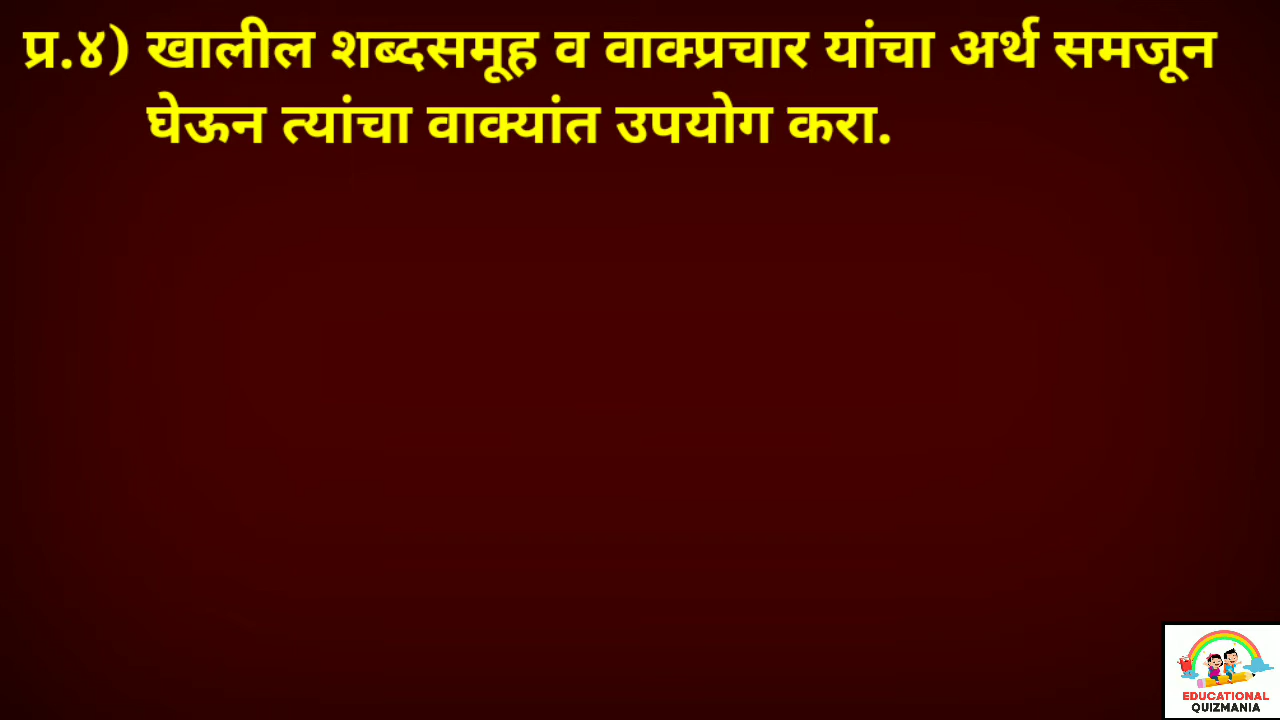 प्र.४) खालील शब्दसमूह व वाक्प्रचार यांचा अर्थ समजून
घेऊन त्यांचा वाक्यांत उपयोग करा.
EDUCATIONAL
QUIZMANIA